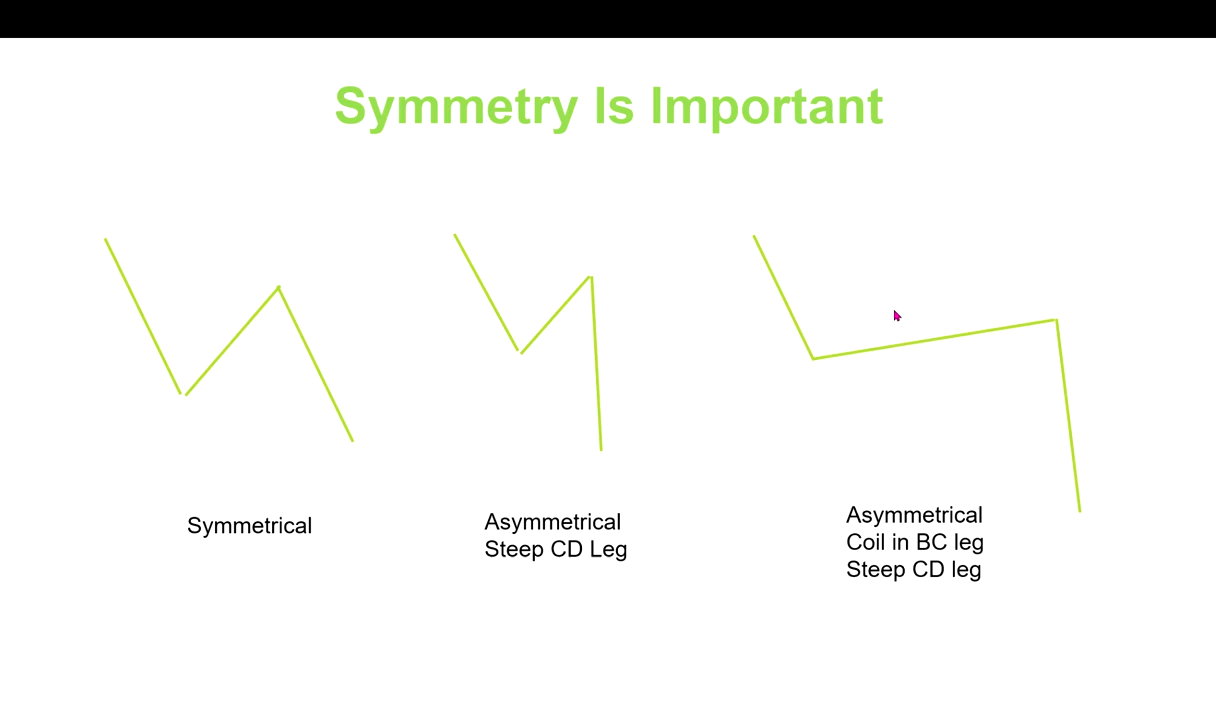 Symmetry Is Important
Symmetrical
Asymmetrical
Steep CD Leg
Asymmetrical
Coil in BC leg
Steep CD leg